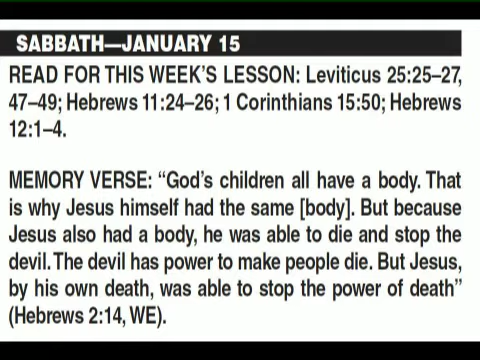 SABBATH—JANUARY 15
READ FOR THIS WEEK'S LESSON: Leviticus 25:25–27,
47–49; Hebrews 11:24–26; 1 Corinthians 15:50; Hebrews
12:1–4.
MEMORY VERSE: “God's children all have a body. That
is why Jesus himself had the same [body]. But because
Jesus also had a body, he was able to die and stop the
devil. The devil has power to make people die. But Jesus,
by his own death, was able to stop the power of death”
(Hebrews 2:14, WE).